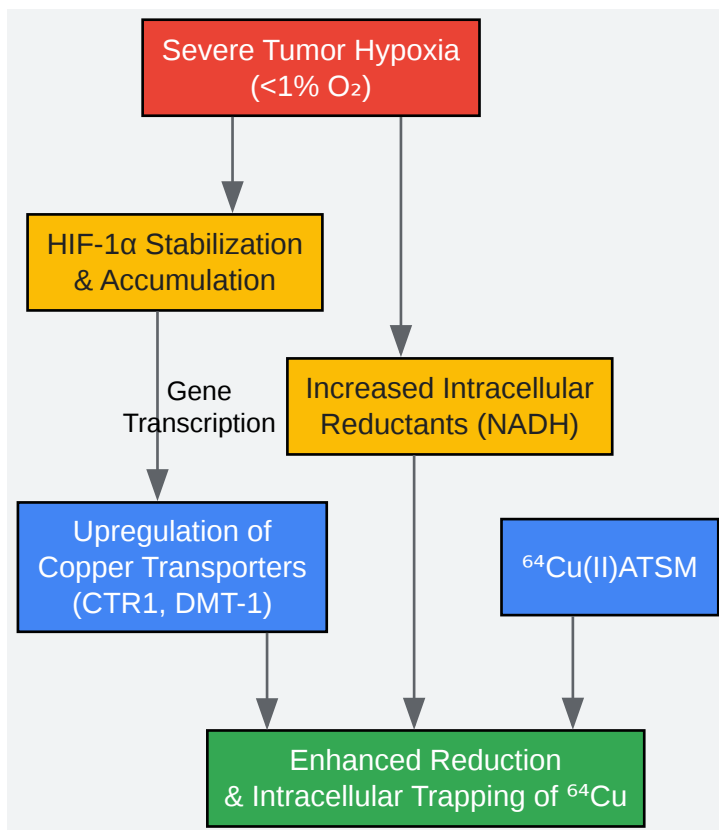 Severe Tumor Hypoxia
(<1% O₂)
HIF-1α Stabilization
& Accumulation
Gene
Transcription
Increased Intracellular
Reductants (NADH)
Upregulation of
Copper Transporters
(CTR1, DMT-1)
⁶⁴Cu(II)ATSM
Enhanced Reduction
& Intracellular Trapping of ⁶⁴Cu